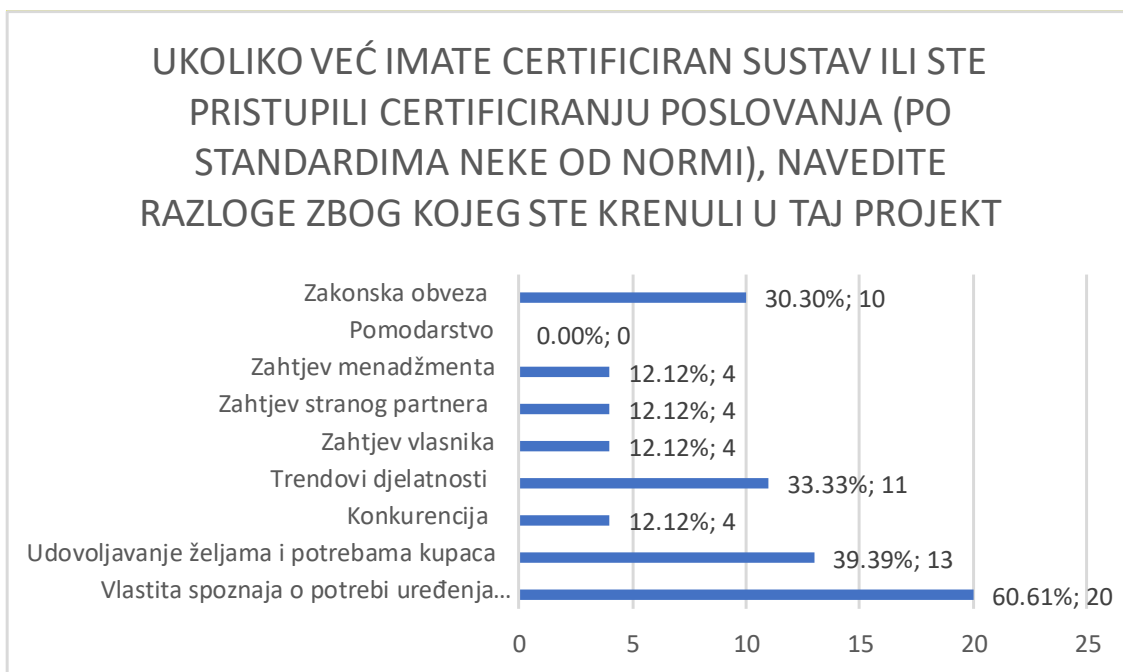 UKOLIKO VEĆ IMATE CERTIFICIRAN SUSTAV ILI STE
PRISTUPILI CERTIFICIRANJU POSLOVANJA (PO
STANDARDIMA NEKE OD NORMI), NAVEDITE
RAZLOGE ZBOG KOJEG STE KRENULI U TAJ PROJEKT
Zakonska obveza 30.30%; 10
Pomodarstvo 0.00%; 0
Zahtjev menadžmenta 12.12%; 4
Zahtjev stranog partnera 12.12%; 4
Zahtjev vlasnika 12.12%; 4
Trendovi djelatnosti 33.33%; 11
Konkurencija 12.12%; 4
Udovoljavanje željama i potrebama kupaca 39.39%; 13
Vlastita spoznaja o potrebi uređenja... 60.61%; 20
0 5 10 15 20 25